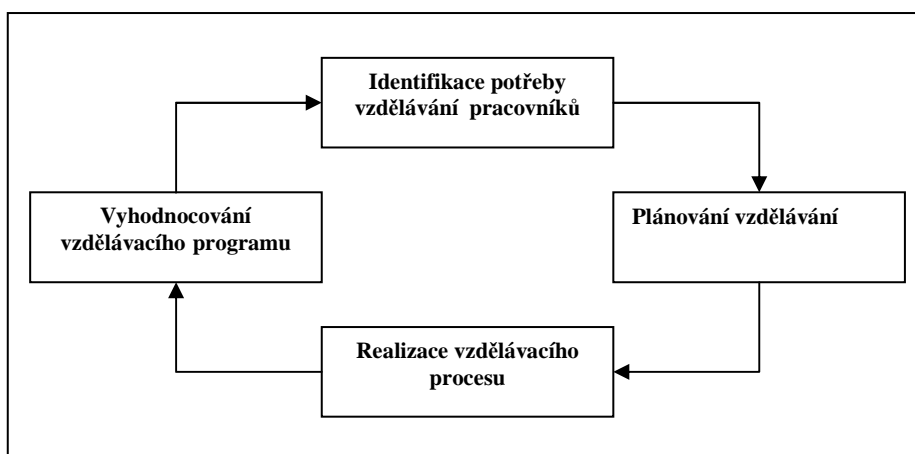 Identifikace potřeby
vzdělávání pracovníků
Vyhodnocování
vzdělávacího programu
Plánování vzdělávání
Realizace vzdělávacího
procesu